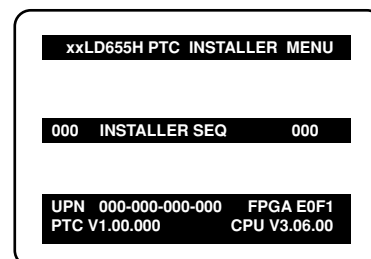 xxLD655H PTC INSTALLER MENU
000 INSTALLER SEQ 000
UPN 000-000-000-000 FPGA E0F1
PTC V1.00.000 CPU V3.06.00